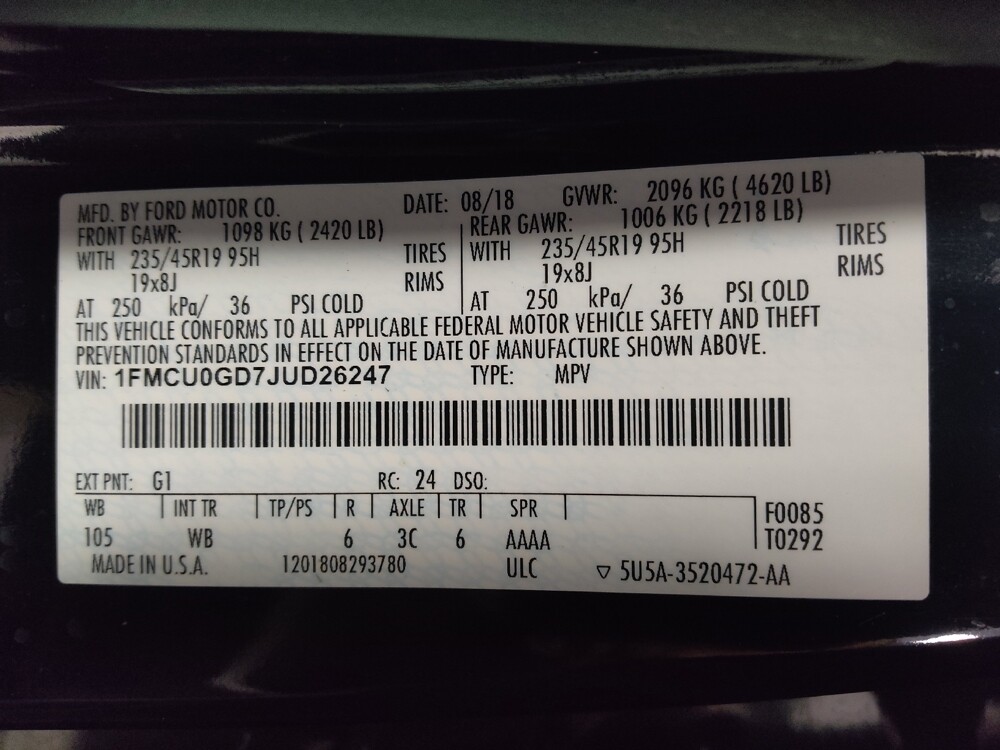 MFD. BY FORD MOTOR CO. DATE: 08/18 GVWR: 2096 KG ( 4620 LB)
FRONT GAWR: 1098 KG ( 2420 LB) REAR GAWR: 1006 KG ( 2218 LB)
WITH 235/45R19 95H TIRES WITH 235/45R19 95H TIRES
19x8J RIMS 19x8J RIMS
AT 250 kPa/ 36 PSI COLD AT 250 kPa/ 36 PSI COLD
THIS VEHICLE CONFORMS TO ALL APPLICABLE FEDERAL MOTOR VEHICLE SAFETY AND THEFT
PREVENTION STANDARDS IN EFFECT ON THE DATE OF MANUFACTURE SHOWN ABOVE.
VIN: 1FMCU0GD7JUD26247 TYPE: MPV
EXT PNT: G1 RC: 24 DSO:
WB INT TR TP/PS R AXLE TR SPR F0085
105 WB 6 3C 6 AAAA T0292
MADE IN U.S.A. 1201808293780 ULC ▽ 5U5A-3520472-AA